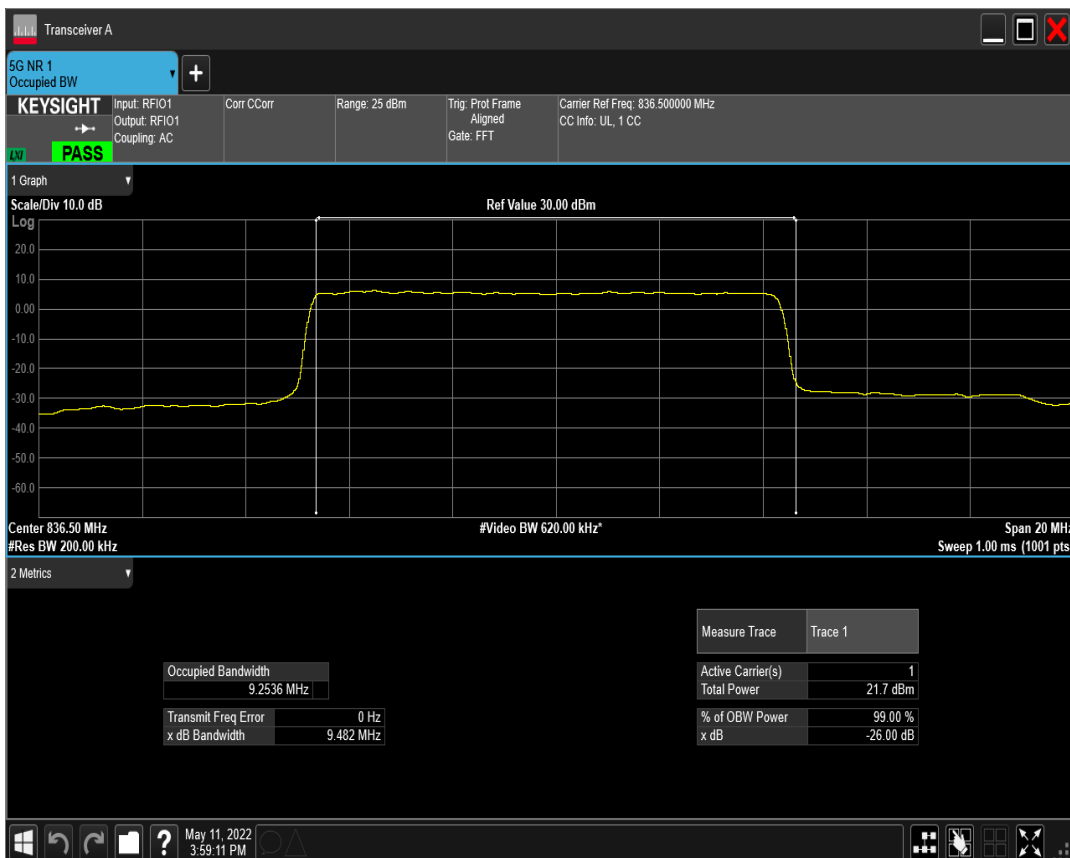 Transceiver A
5G NR 1
Occupied BW
+
KEYSIGHT
LXI
PASS
Input: RFIO1
Output: RFIO1
Coupling: AC
Corr CCorr
Range: 25 dBm
Trig: Prot Frame
Aligned
Gate: FFT
Carrier Ref Freq: 836.500000 MHz
CC Info: UL, 1 CC
1 Graph
Scale/Div 10.0 dB
Ref Value 30.00 dBm
Log
20.0
10.0
0.00
-10.0
-20.0
-30.0
-40.0
-50.0
-60.0
Center 836.50 MHz
#Video BW 620.00 kHz*
Span 20 MHz
#Res BW 200.00 kHz
Sweep 1.00 ms (1001 pts
2 Metrics
Measure Trace Trace 1
Occupied Bandwidth
9.2536 MHz
Active Carrier(s) 1
Total Power 21.7 dBm
Transmit Freq Error 0 Hz
x dB Bandwidth 9.482 MHz
% of OBW Power 99.00 %
x dB -26.00 dB
?
May 11, 2022
3:59:11 PM